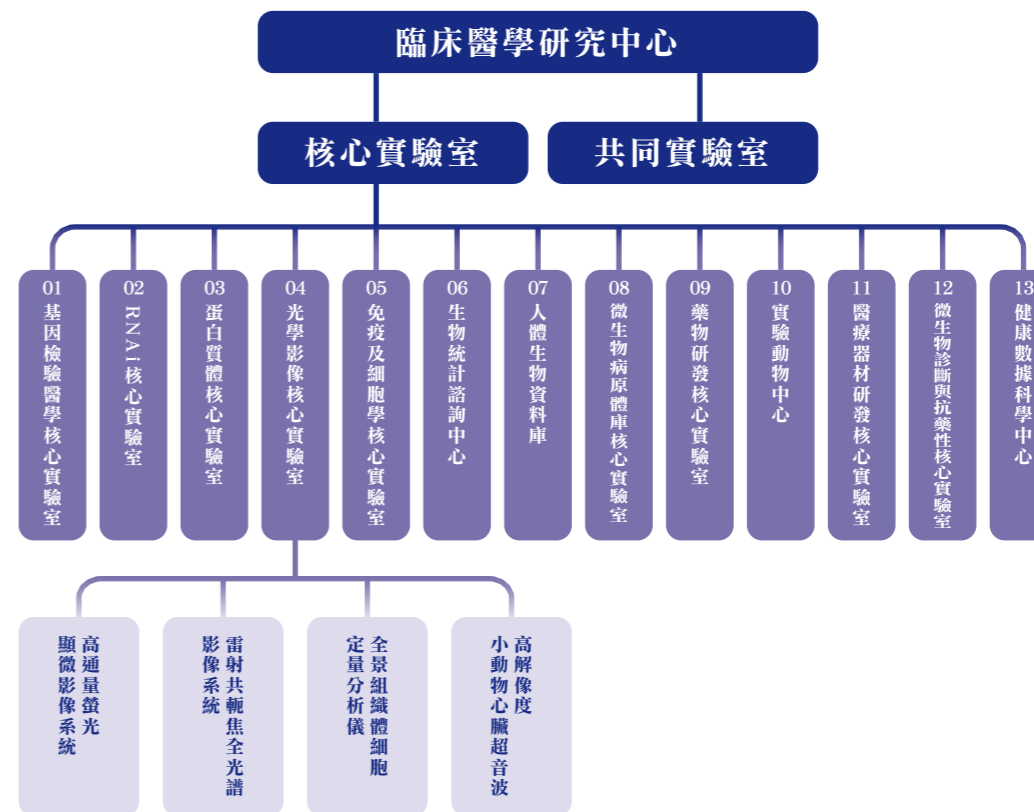 臨床醫學研究中心
核心實驗室
共同實驗室
01
基因檢驗醫學核心實驗室
02
RNAi核心實驗室
03
蛋白質體核心實驗室
04
光學影像核心實驗室
05
免疫及細胞學核心實驗室
06
生物統計諮詢中心
07
人體生物資料庫
08
微生物病原體庫核心實驗室
09
藥物研發核心實驗室
10
實驗動物中心
11
醫療器材研發核心實驗室
12
微生物診斷與抗藥性核心實驗室
13
健康數據科學中心
高通量螢光
顯微影像系統
雷射共軛焦全光譜
影像系統
全景組織體細胞
定量分析儀
高解像度
小動物心臟超音波